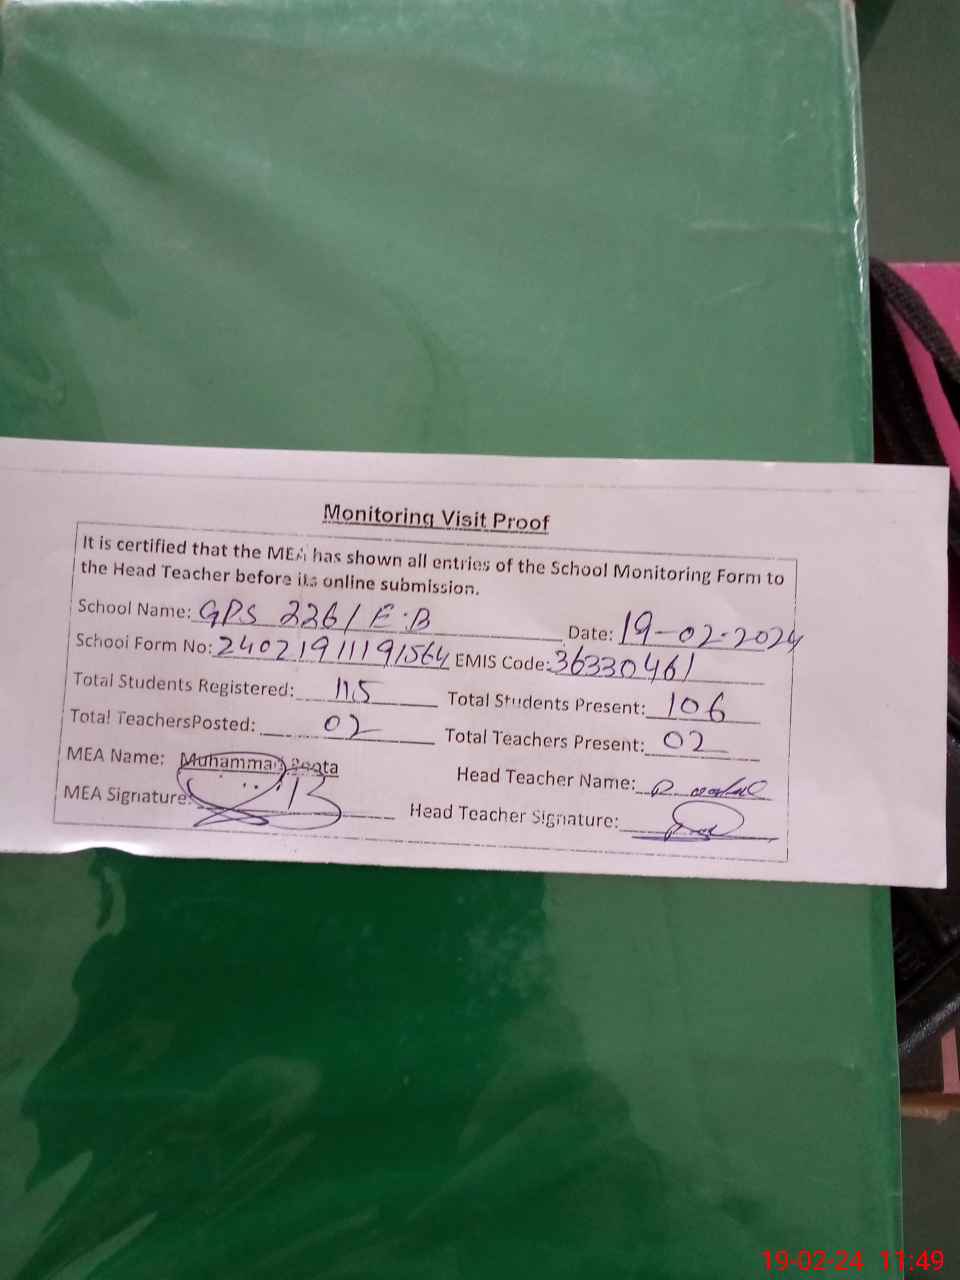 Monitoring Visit Proof
It is certified that the MEA has shown all entries of the School Monitoring Form to
the Head Teacher before its online submission.
School Name: GPS 226/E.B Date: 19-02-2024
School Form No: 24021911191564 EMIS Code: 36330461
Total Students Registered: 115 Total Students Present: 106
Total TeachersPosted: 02 Total Teachers Present: 02
MEA Name: Muhammad Boota Head Teacher Name:
MEA Signature: Head Teacher Signature:
19-02-24 11:49